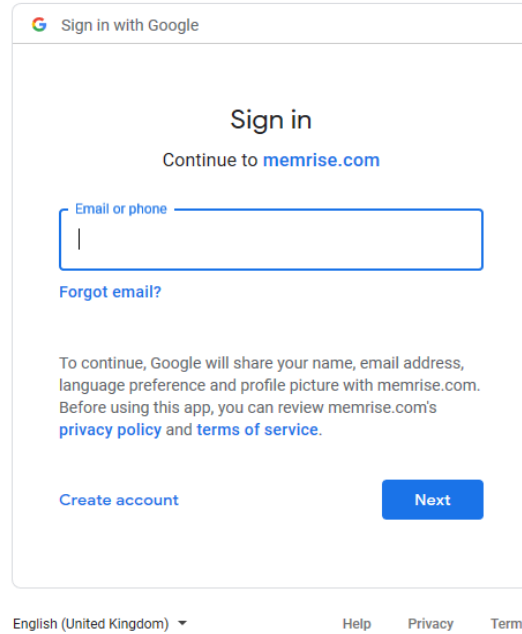 Sign in with Google
Sign in
Continue to memrise.com
Email or phone
Forgot email?
To continue, Google will share your name, email address,
language preference and profile picture with memrise.com.
Before using this app, you can review memrise.com's
privacy policy and terms of service.
Create account Next
English (United Kingdom) Help Privacy Term